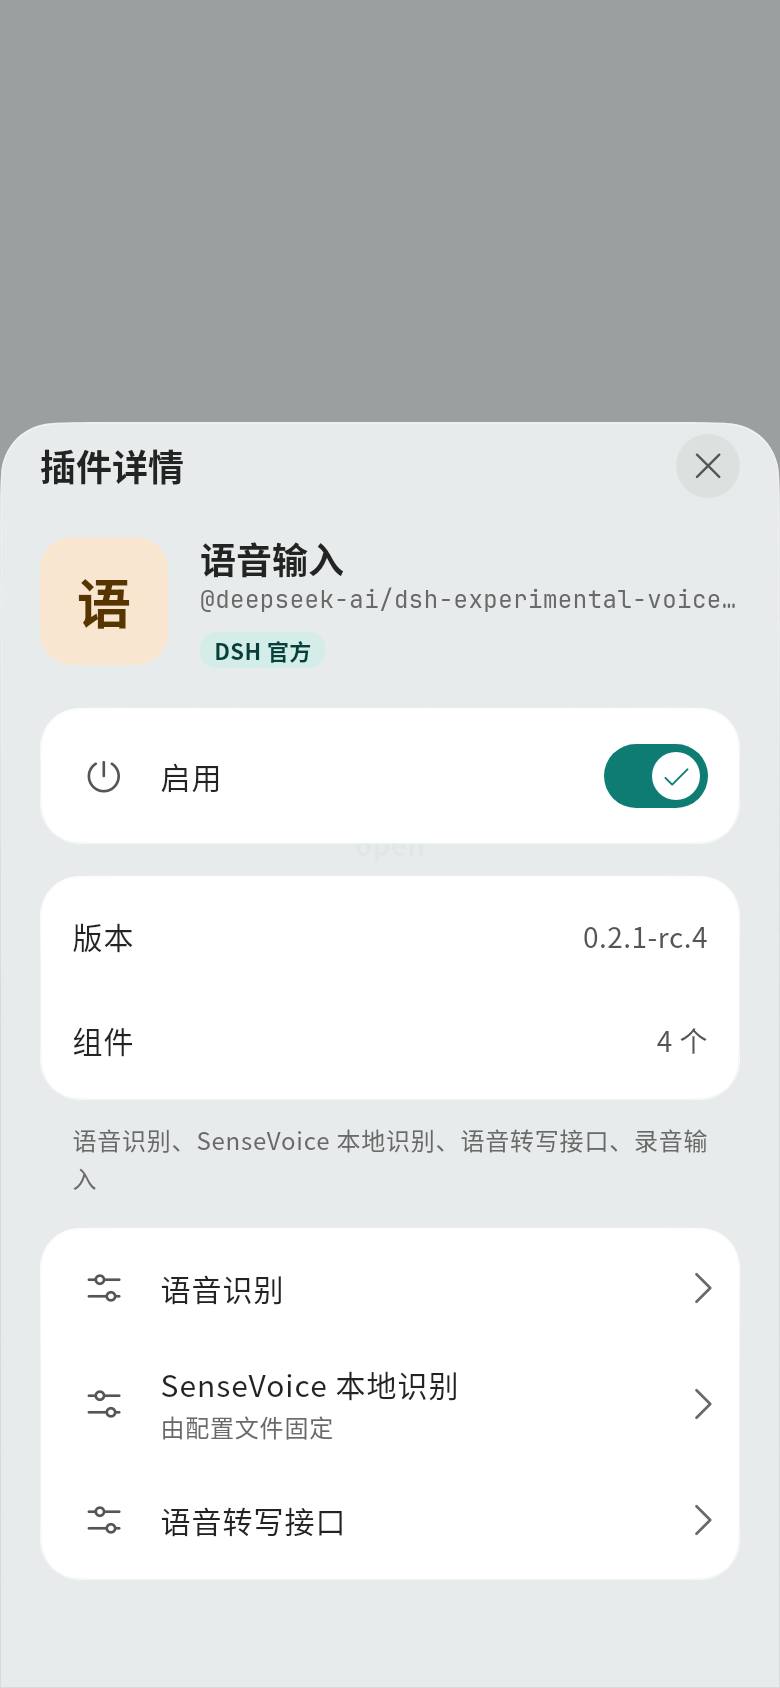 插件详情
语
语音输入
@deepseek-ai/dsh-experimental-voice…
DSH 官方
启用
open
版本
0.2.1-rc.4
组件
4 个
语音识别、SenseVoice 本地识别、语音转写接口、录音输
入
语音识别
SenseVoice 本地识别
由配置文件固定
语音转写接口